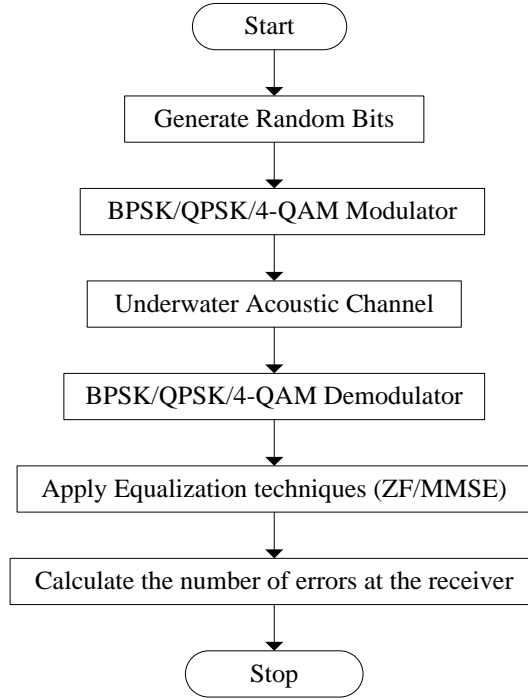 Start
Generate Random Bits
BPSK/QPSK/4-QAM Modulator
Underwater Acoustic Channel
BPSK/QPSK/4-QAM Demodulator
Apply Equalization techniques (ZF/MMSE)
Calculate the number of errors at the receiver
Stop